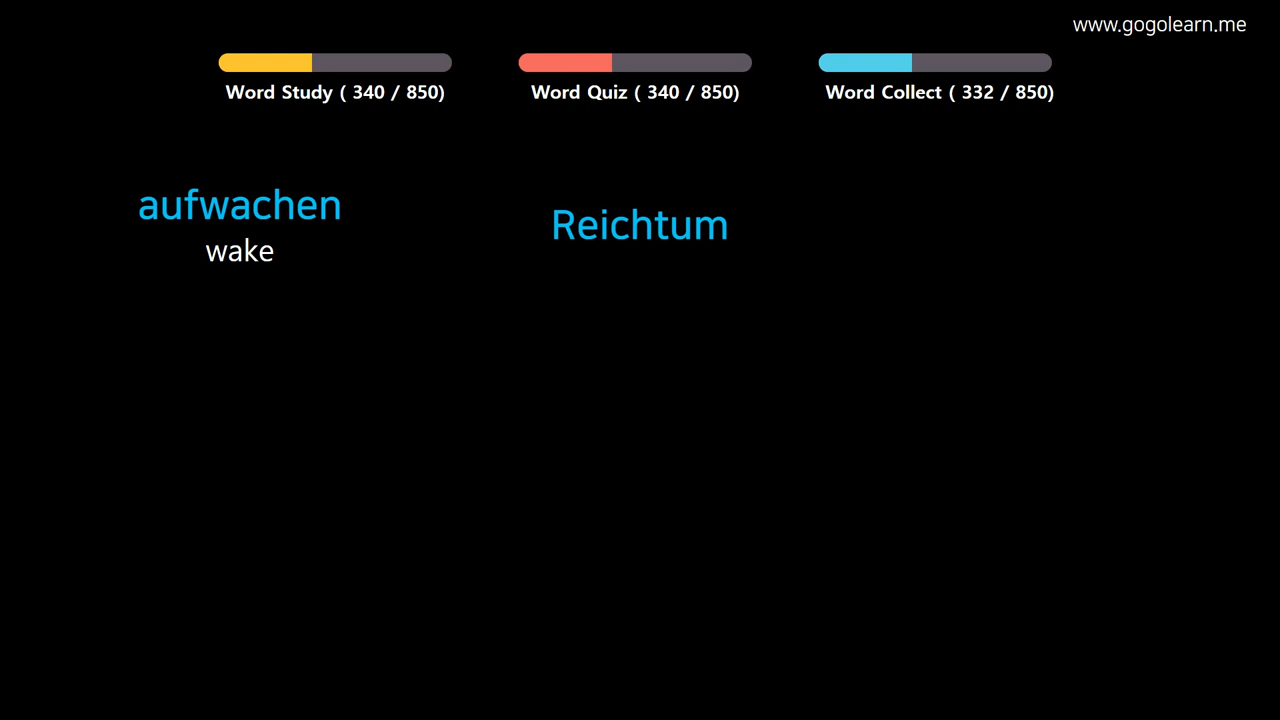 www.gogolearn.me
Word Study ( 340 / 850)
Word Quiz ( 340 / 850)
Word Collect ( 332 / 850)
aufwachen
wake
Reichtum